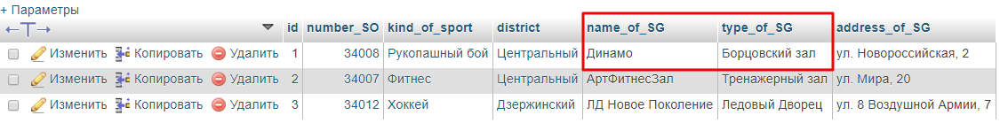 + Параметры
←T→ id number_SO kind_of_sport district name_of_SG type_of_SG address_of_SG
Изменить Копировать Удалить 1 34008 Рукопашный бой Центральный Динамо Борцовский зал ул. Новороссийская, 2
Изменить Копировать Удалить 2 34007 Фитнес Центральный АртФитнесЗал Тренажерный зал ул. Мира, 20
Изменить Копировать Удалить 3 34012 Хоккей Дзержинский ЛД Новое Поколение Ледовый Дворец ул. 8 Воздушной Армии, 7